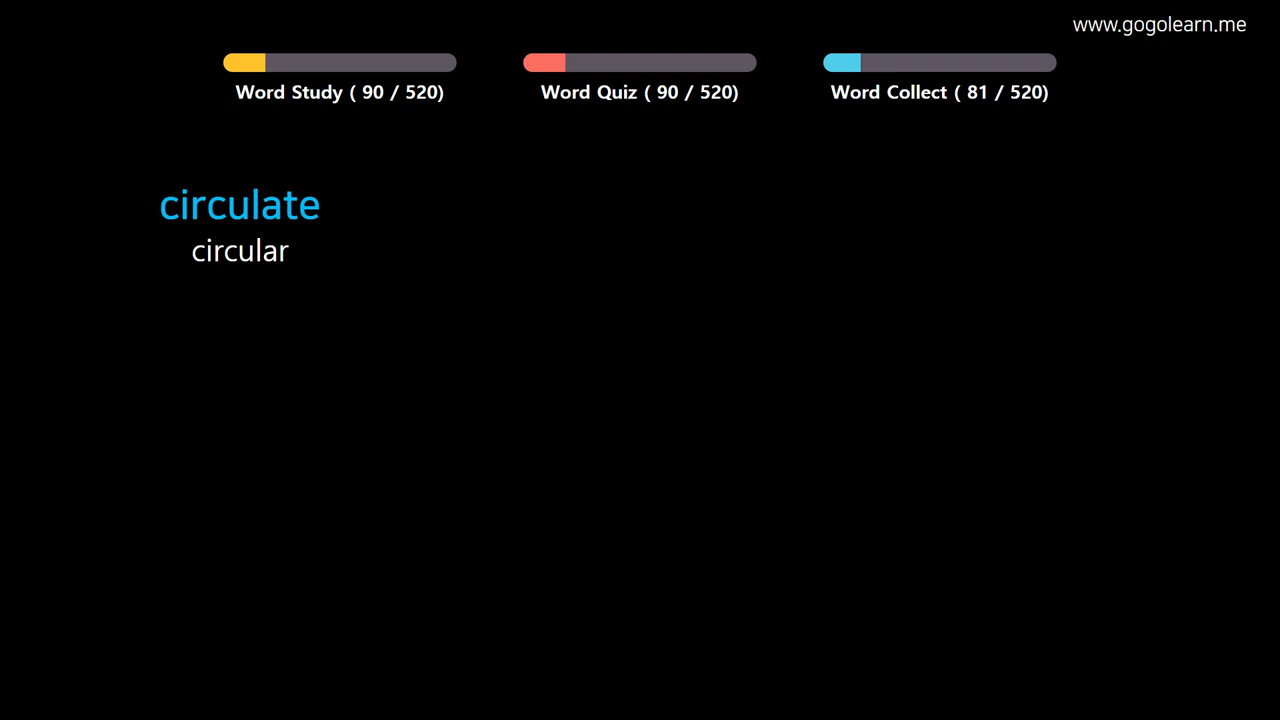 www.gogolearn.me
Word Study ( 90 / 520)
Word Quiz ( 90 / 520)
Word Collect ( 81 / 520)
circulate
circular